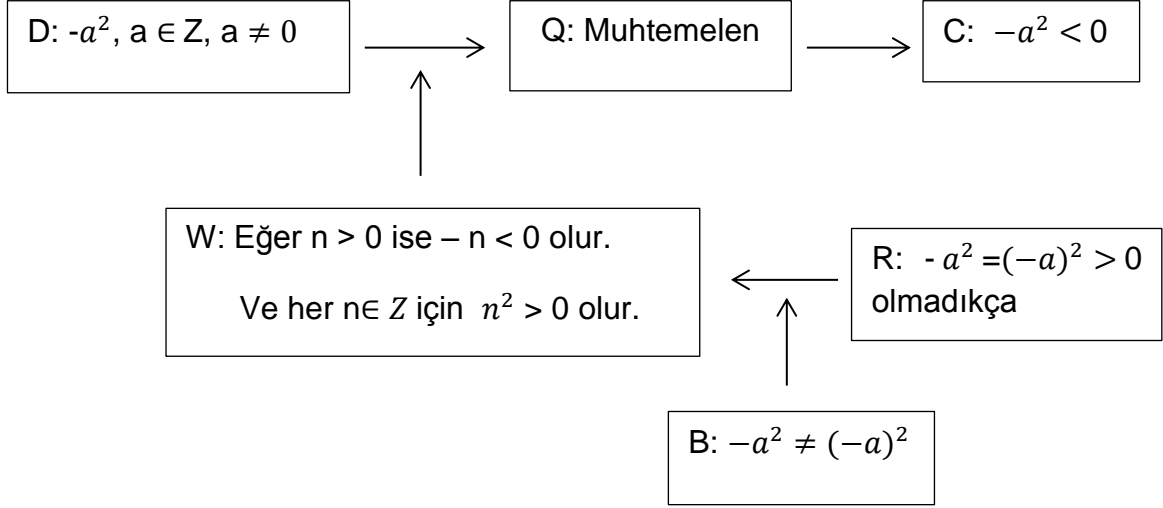 D: -𝑎², a ∈ Z, a ≠ 0
Q: Muhtemelen
C: −𝑎² < 0
W: Eğer n > 0 ise – n < 0 olur.
Ve her n∈ 𝑍 için 𝑛² > 0 olur.
R: - 𝑎² =(−𝑎)² > 0
olmadıkça
B: −𝑎² ≠ (−𝑎)²